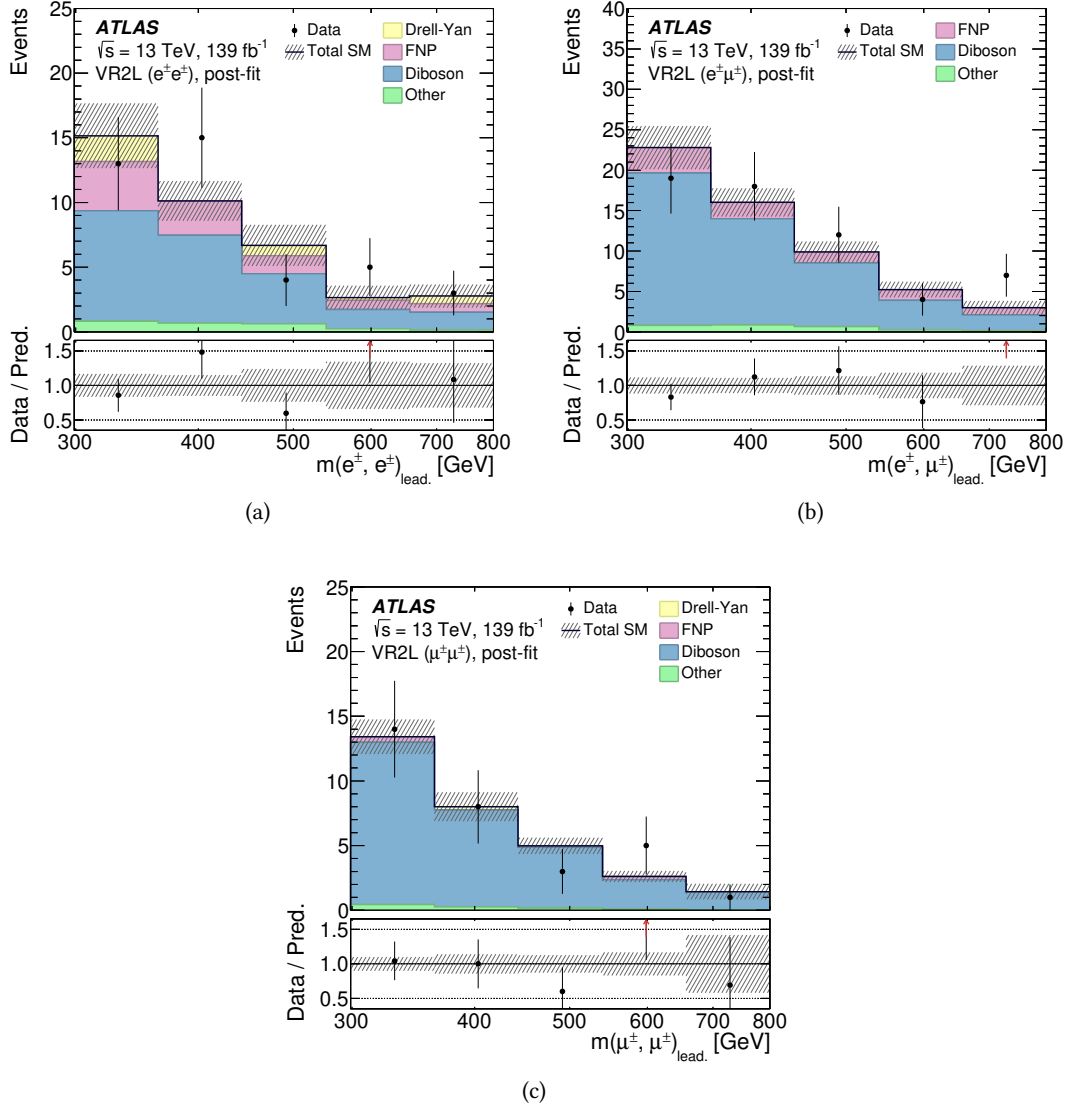 Events
25
20
15
10
5
0
ATLAS
√s = 13 TeV, 139 fb-1
VR2L (e±e±), post-fit
Data
Total SM
Drell-Yan
FNP
Diboson
Other
Data / Pred.
1.5
1.0
0.5
300 400 500 600 700 800
m(e±, e±)lead. [GeV]
(a)
Events
40
35
30
25
20
15
10
5
0
ATLAS
√s = 13 TeV, 139 fb-1
VR2L (e±μ±), post-fit
Data
Total SM
FNP
Diboson
Other
Data / Pred.
1.5
1.0
0.5
300 400 500 600 700 800
m(e±, μ±)lead. [GeV]
(b)
Events
25
20
15
10
5
0
ATLAS
√s = 13 TeV, 139 fb-1
VR2L (μ±μ±), post-fit
Data
Total SM
Drell-Yan
FNP
Diboson
Other
Data / Pred.
1.5
1.0
0.5
300 400 500 600 700 800
m(μ±, μ±)lead. [GeV]
(c)